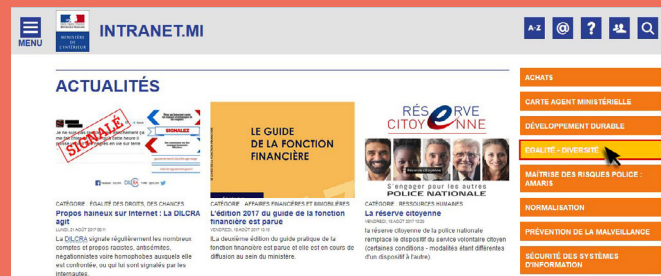 MENU
MINISTÈRE
DE
L'INTÉRIEUR
INTRANET.MI
A-Z
@
?
ACTUALITÉS
SIGNALÉ
SIGNALEZ
DILCRA
CATÉGORIE : ÉGALITÉ DES DROITS, DES CHANCES
Propos haineux sur Internet : La DILCRA
agit
LUNDI, 21 AOÛT 2017
La DILCRA signale régulièrement les nombreux
comptes et propos racistes, antisémites,
négationnistes voire homophobes auxquels elle
est confrontée, ou qui lui sont signalés par les
internautes.
LE GUIDE
DE LA FONCTION
FINANCIÈRE
CATÉGORIE : AFFAIRES FINANCIÈRES ET IMMOBILIÈRES
L'édition 2017 du guide de la fonction
financière est parue
VENDREDI, 18 AOÛT 2017
La deuxième édition du guide pratique de la
fonction financière est parue et elle est en cours de
diffusion au sein du ministère.
RÉSERVE
CITOYENNE
S'engager pour les autres
POLICE NATIONALE
CATÉGORIE : RESSOURCES HUMAINES
La réserve citoyenne
VENDREDI, 18 AOÛT 2017
la réserve citoyenne de la police nationale
remplace le dispositif du service volontaire citoyen
(certaines conditions - modalités étant différentes
d'un dispositif à l'autre).
ACHATS
CARTE AGENT MINISTÉRIELLE
DÉVELOPPEMENT DURABLE
EGALITÉ - DIVERSITÉ
MAÎTRISE DES RISQUES POLICE :
AMARIS
NORMALISATION
PRÉVENTION DE LA MALVEILLANCE
SÉCURITÉ DES SYSTÈMES
D'INFORMATION